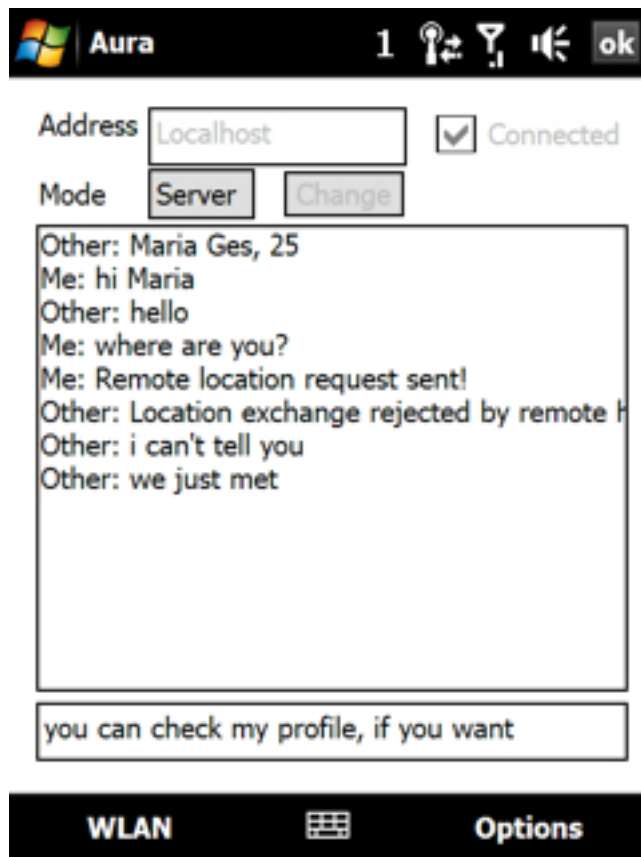 Aura 1 ok
Address Localhost Connected
Mode Server Change
Other: Maria Ges, 25
Me: hi Maria
Other: hello
Me: where are you?
Me: Remote location request sent!
Other: Location exchange rejected by remote
Other: i can't tell you
Other: we just met
you can check my profile, if you want
WLAN Options